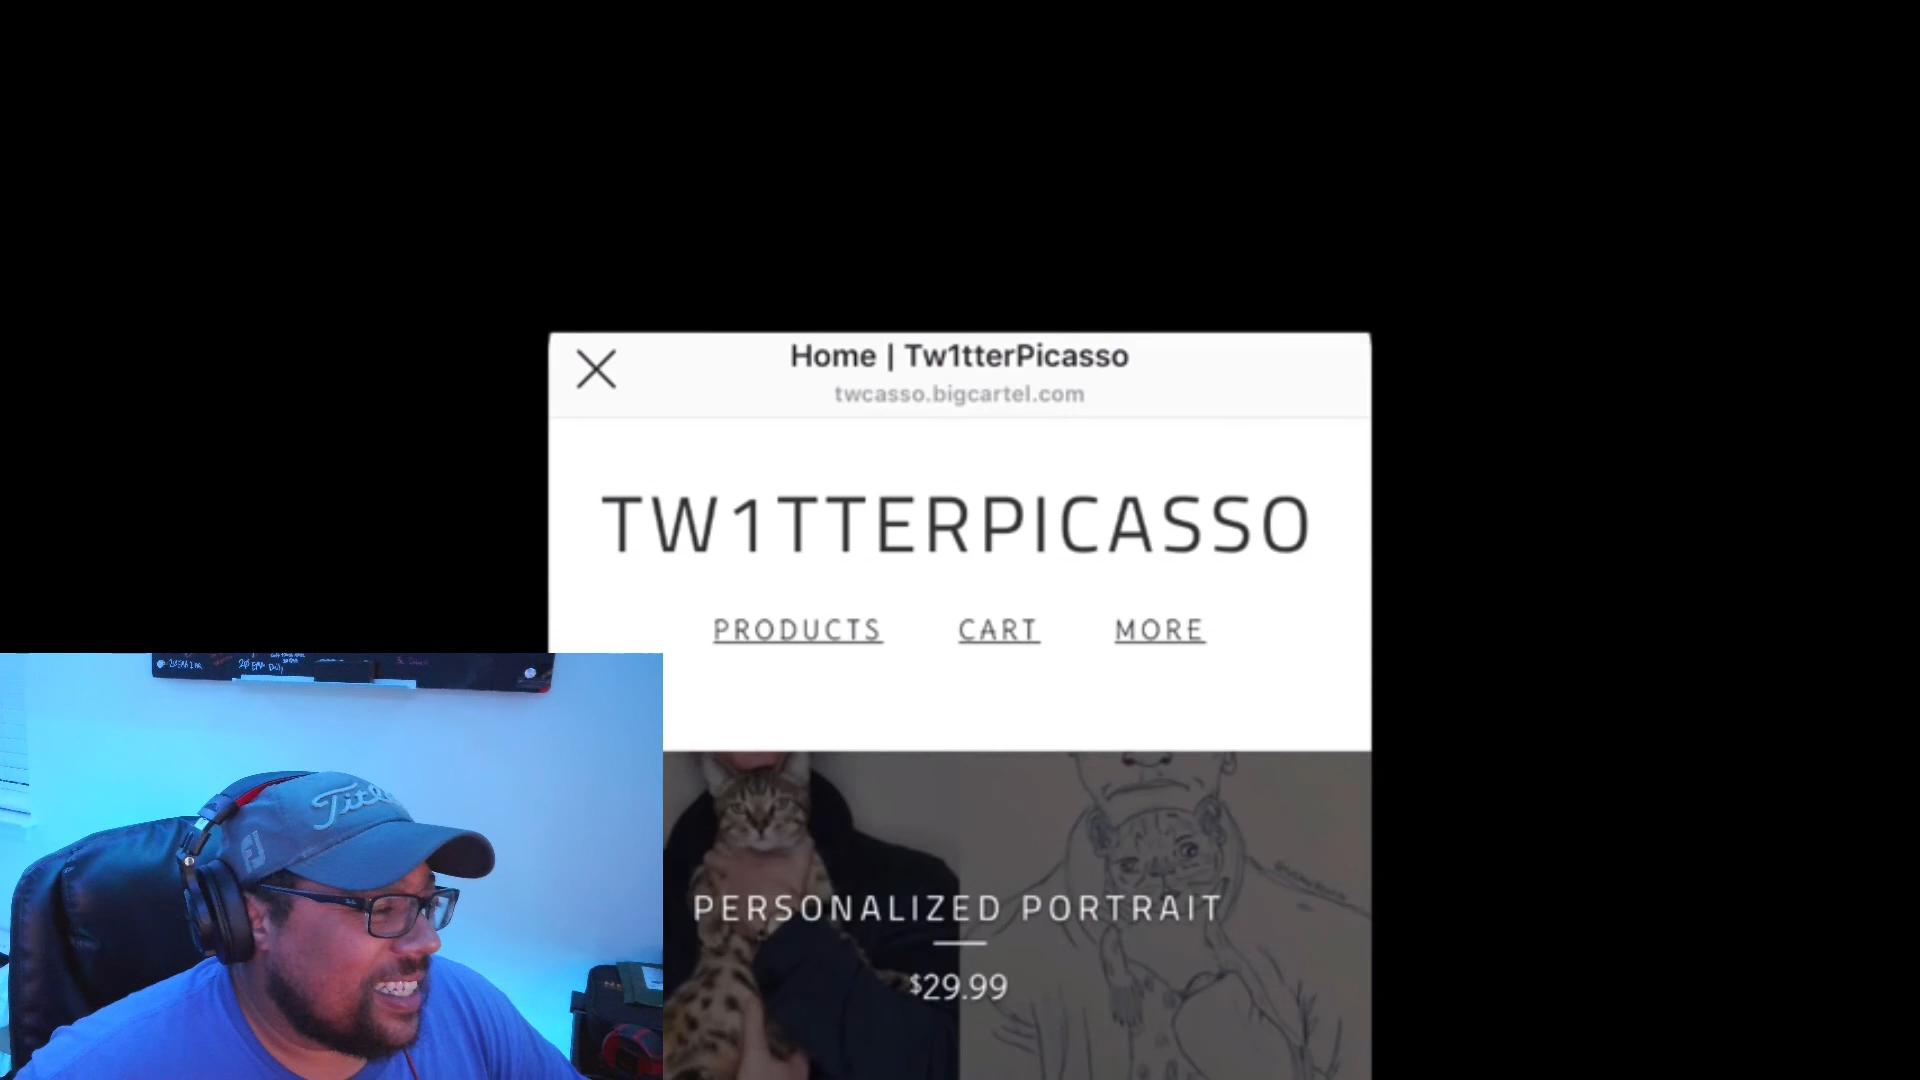 Home | Tw1tterPicasso
twcasso.bigcartel.com
TW1TTERPICASSO
PRODUCTS CART MORE
PERSONALIZED PORTRAIT
$29.99